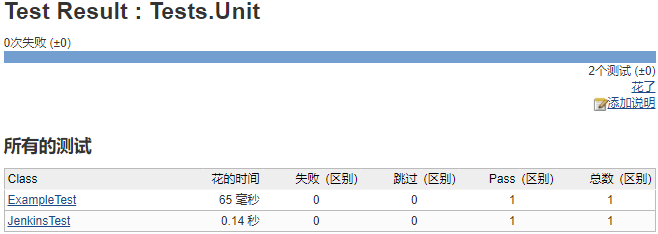 Test Result : Tests.Unit
0次失败 (±0)
2个测试 (±0)
花了
添加说明
所有的测试
Class 花的时间 失败 (区别) 跳过 (区别) Pass (区别) 总数 (区别)
ExampleTest 65 毫秒 0 0 1 1
JenkinsTest 0.14 秒 0 0 1 1